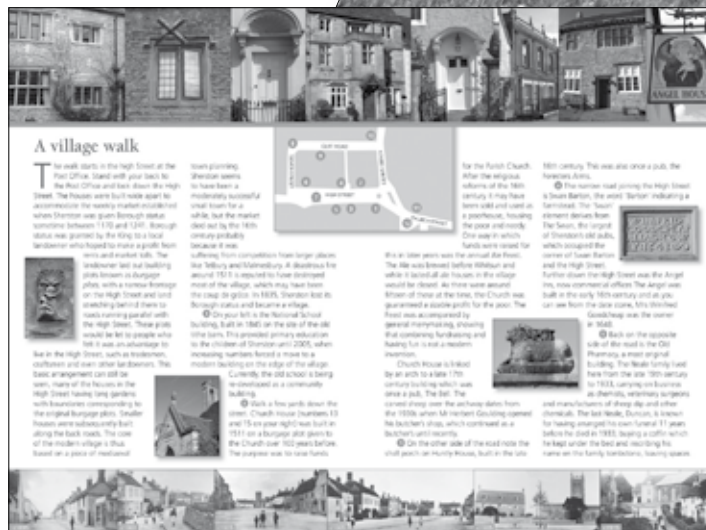 ANGEL HOUSE
A village walk
The walk starts in the High Street at the
Post Office. Stand with your back to
the Post Office and look down the High
Street. The houses were built wide apart to
accommodate the weekly market established
when Sherston was given Borough status
sometime between 1170 and 1241. Borough
status was granted by the King to a local
landowner who hoped to make a profit from
rents and market tolls. The
landowner laid out building
plots known as burgage
plots, with a narrow frontage
on the High Street and land
stretching behind them to
roads running parallel with
the High Street. These plots
would be let to people who
felt it was an advantage to
live in the High Street, such as tradesmen,
craftsmen and even other landowners. This
basic arrangement can still be
seen, many of the houses in the
High Street having long gardens
with boundaries corresponding to
the original burgage plots. Smaller
houses were subsequently built
along the back roads. The core
of the modern village is thus
based on a piece of mediaeval
town planning.
Sherston seems
to have been a
moderately successful
small town for a
while, but the market
died out by the 16th
century probably
because it was
suffering competition from larger places
like Tetbury and Malmesbury. A disastrous fire
around 1511 is reputed to have destroyed
most of the village, which may have been
the coup de grâce. In 1835, Sherston lost its
Borough status and became a village.
On your left is the National School
building, built in 1845 on the site of the old
tithe barn. This provided primary education
to the children of Sherston until 2005, when
increasing numbers forced a move to a
modern building on the edge of the village.
Currently the old school is being
re-developed as a community
building.
Walk a few yards down the
street. Church House (numbers 13
and 15 on your right) was built in
1511 on a burgage plot given to
the Church over 100 years before.
The purpose was to raise funds
for the Parish Church.
After the religious
reforms of the 16th
century it may have
been sold and used as
a poorhouse, housing
the poor and needy.
One way in which
funds were raised for
this in later years was the annual Ale Feast.
The Ale was brewed before Whitsun and
while it lasted all ale houses in the village
would be closed. As there were around
fifteen of these at the time, the Church was
guaranteed a sizable profit for the poor. The
Feast was accompanied by
general merrymaking, showing
that combining fundraising and
having fun is not a modern
invention.
Church House is linked
by an arch to a late 17th
century building which was
once a pub, The Bell. The
carved sheep over the archway dates from
the 1930s when Mr Herbert Goulding opened
his butcher's shop, which continued as a
butcher's until recently.
On the other side of the road note the
shell porch on Huntly House, built in the late
18th century. This was also once a pub, the
Foresters Arms.
The narrow road joining the High Street
is Swan Barton, the word 'Barton' indicating a
farmstead. The 'Swan'
element derives from
The Swan, the largest
of Sherston's old pubs,
which occupied the
corner of Swan Barton
and the High Street.
Further down the High Street was the Angel
Inn, now commercial offices. The Angel was
built in the early 16th century and as you
can see from the date stone, Mris Thrinfred
Goodsheap was the owner
in 1648.
Back on the opposite
side of the road is the Old
Pharmacy, a most original
building. The Neale family lived
here from the late 19th century
to 1933, carrying on business
as chemists, veterinary surgeons
and manufacturers of sheep dip and other
chemicals. The last Neale, Duncan, is known
for having arranged his own funeral 11 years
before he died in 1933, buying a coffin which
he kept under the bed and inscribing his
name on the family tombstone, leaving spaces